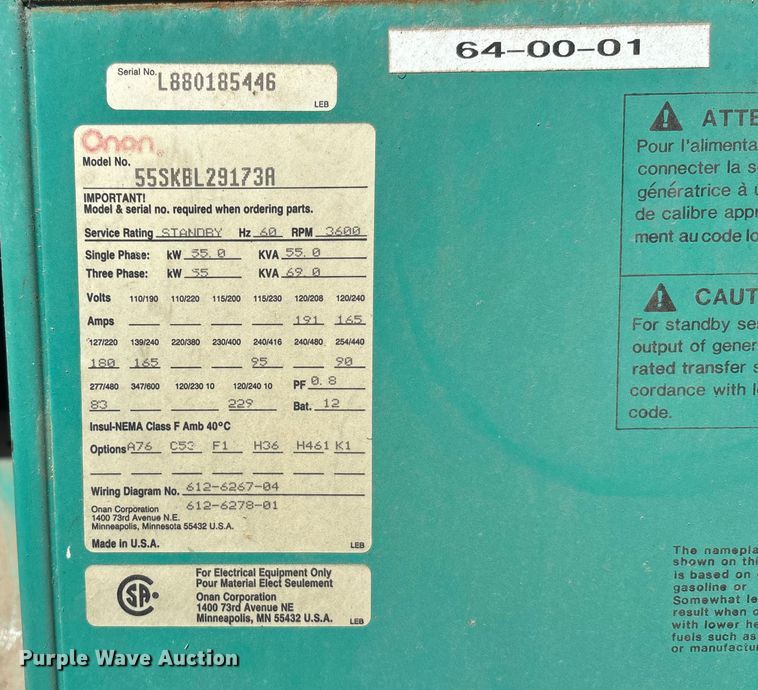 64-00-01
Serial No. L880185446
LEB
Onan
Model No.
55SKBL29173A
IMPORTANT!
Model & serial no. required when ordering parts.
Service Rating STANDBY Hz 60 RPM 3600
Single Phase: kW 55.0 KVA 55.0
Three Phase: kW 55 KVA 69.0
Volts 110/190 110/220 115/200 115/230 120/208 120/240
Amps 191 165
127/220 139/240 220/380 230/400 240/416 240/480 254/440
180 165 95 90
277/480 347/600 120/230 10 120/240 10 PF 0.8
83 229 Bat. 12
Insul-NEMA Class F Amb 40°C
Options A76 C53 F1 H36 H461 K1
Wiring Diagram No. 612-6267-04
612-6278-01
Onan Corporation
1400 73rd Avenue N.E.
Minneapolis, Minnesota 55432 U.S.A.
Made in U.S.A.
LEB
CSA
For Electrical Equipment Only
Pour Material Elect Seulement
Onan Corporation
1400 73rd Avenue NE
Minneapolis, MN 55432 U.S.A.
LEB
ATTE
Pour l'alimenta
connecter la s
génératrice à u
de calibre appr
ment au code lo
CAUT
For standby se
output of gener
rated transfer s
cordance with l
code.
The namepla
shown on thi
is based on
gasoline or
Somewhat le
result when o
with lower he
fuels such as
or manufactu
Purple Wave Auction